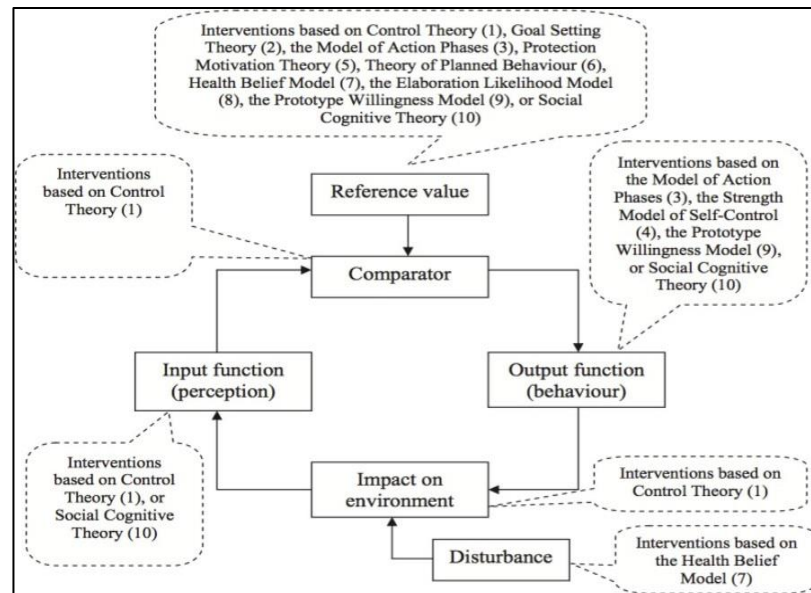 Interventions based on Control Theory (1), Goal Setting
Theory (2), the Model of Action Phases (3), Protection
Motivation Theory (5), Theory of Planned Behaviour (6),
Health Belief Model (7), the Elaboration Likelihood Model
(8), the Prototype Willingness Model (9), or Social
Cognitive Theory (10)
Interventions
based on Control
Theory (1)
Reference value
Interventions based on
the Model of Action
Phases (3), the Strength
Model of Self-Control
(4), the Prototype
Willingness Model (9),
or Social Cognitive
Theory (10)
Comparator
Input function
(perception)
Output function
(behaviour)
Interventions
based on Control
Theory (1), or
Social Cognitive
Theory (10)
Impact on
environment
Interventions based on
Control Theory (1)
Disturbance
Interventions based on
the Health Belief
Model (7)